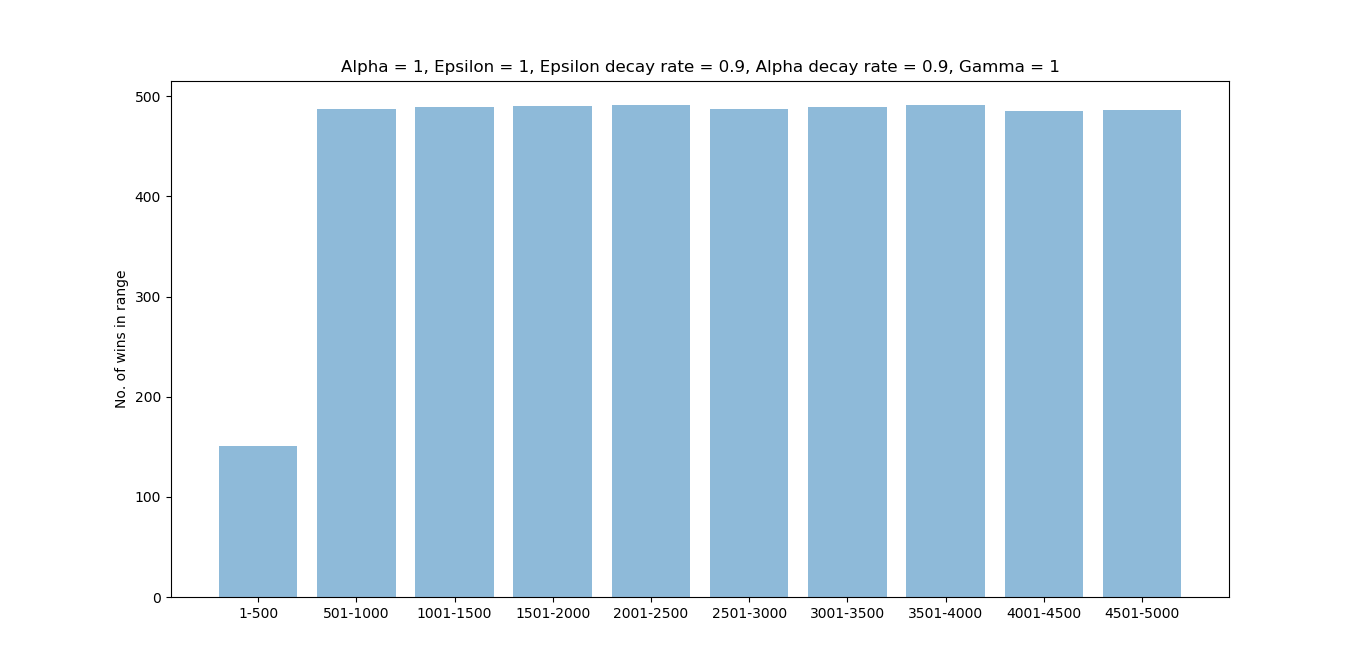 Alpha = 1, Epsilon = 1, Epsilon decay rate = 0.9, Alpha decay rate = 0.9, Gamma = 1
No. of wins in range
500
400
300
200
100
0
1-500 501-1000 1001-1500 1501-2000 2001-2500 2501-3000 3001-3500 3501-4000 4001-4500 4501-5000